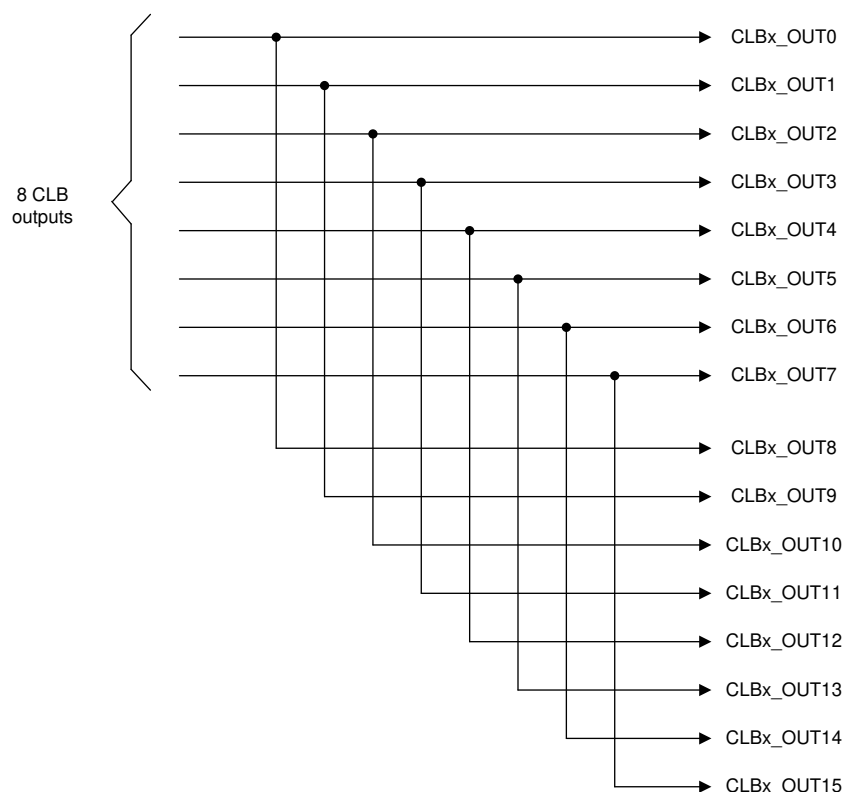 8 CLB
outputs
CLBx_OUT0
CLBx_OUT1
CLBx_OUT2
CLBx_OUT3
CLBx_OUT4
CLBx_OUT5
CLBx_OUT6
CLBx_OUT7
CLBx_OUT8
CLBx_OUT9
CLBx_OUT10
CLBx_OUT11
CLBx_OUT12
CLBx_OUT13
CLBx_OUT14
CLBx_OUT15